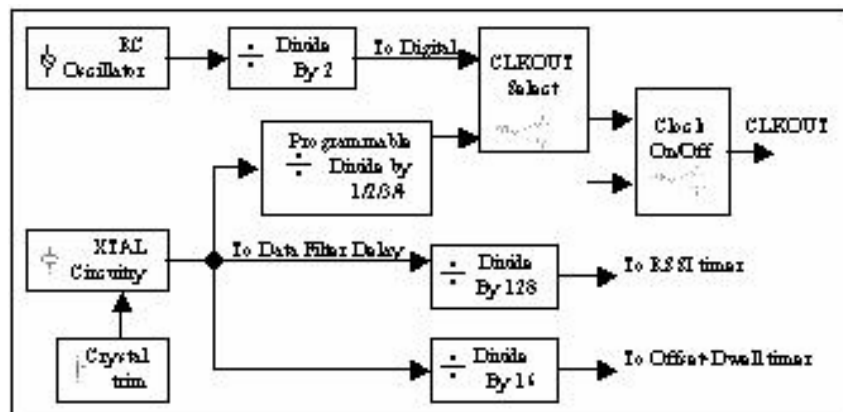 RC
Oscillator
÷ Divide
By 2
To Digital
CLKOUT
Select
Programmable
÷ Divide by
1/2/3/4
Clock
On/Off
CLKOUT
XTAL
Circuitry
To Data Filter Delay
÷ Divide
By 128
To RSSI timer
Crystal
trim
÷ Divide
By 16
To Offset-Dwell timer